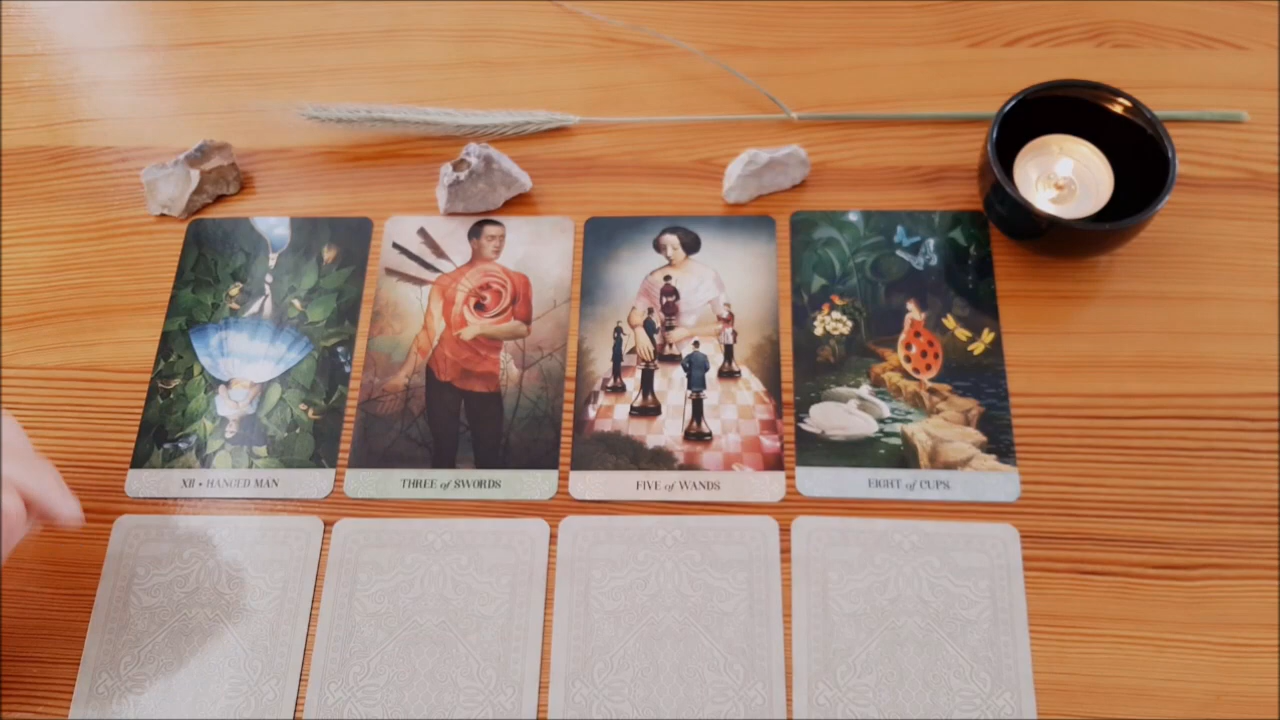 XII • HANGED MAN
THREE of SWORDS
FIVE of WANDS
EIGHT of CUPS